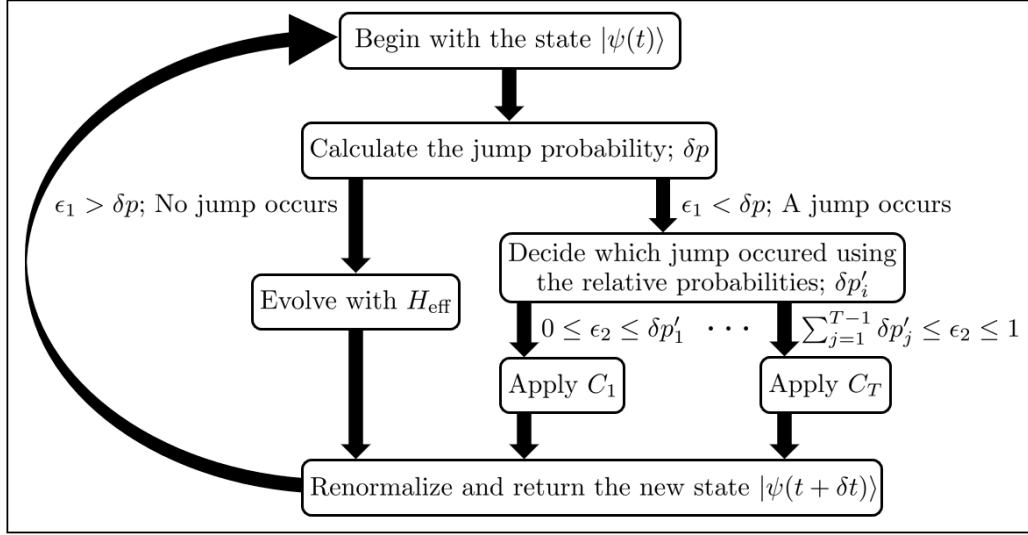 Begin with the state |ψ(t)⟩
Calculate the jump probability; δp
ϵ₁ > δp; No jump occurs
ϵ₁ < δp; A jump occurs
Decide which jump occured using
the relative probabilities; δp′ᵢ
Evolve with H_eff
0 ≤ ϵ₂ ≤ δp′₁ · · · ∑_{j=1}^{T−1} δp′_j ≤ ϵ₂ ≤ 1
Apply C₁
Apply C_T
Renormalize and return the new state |ψ(t + δt)⟩